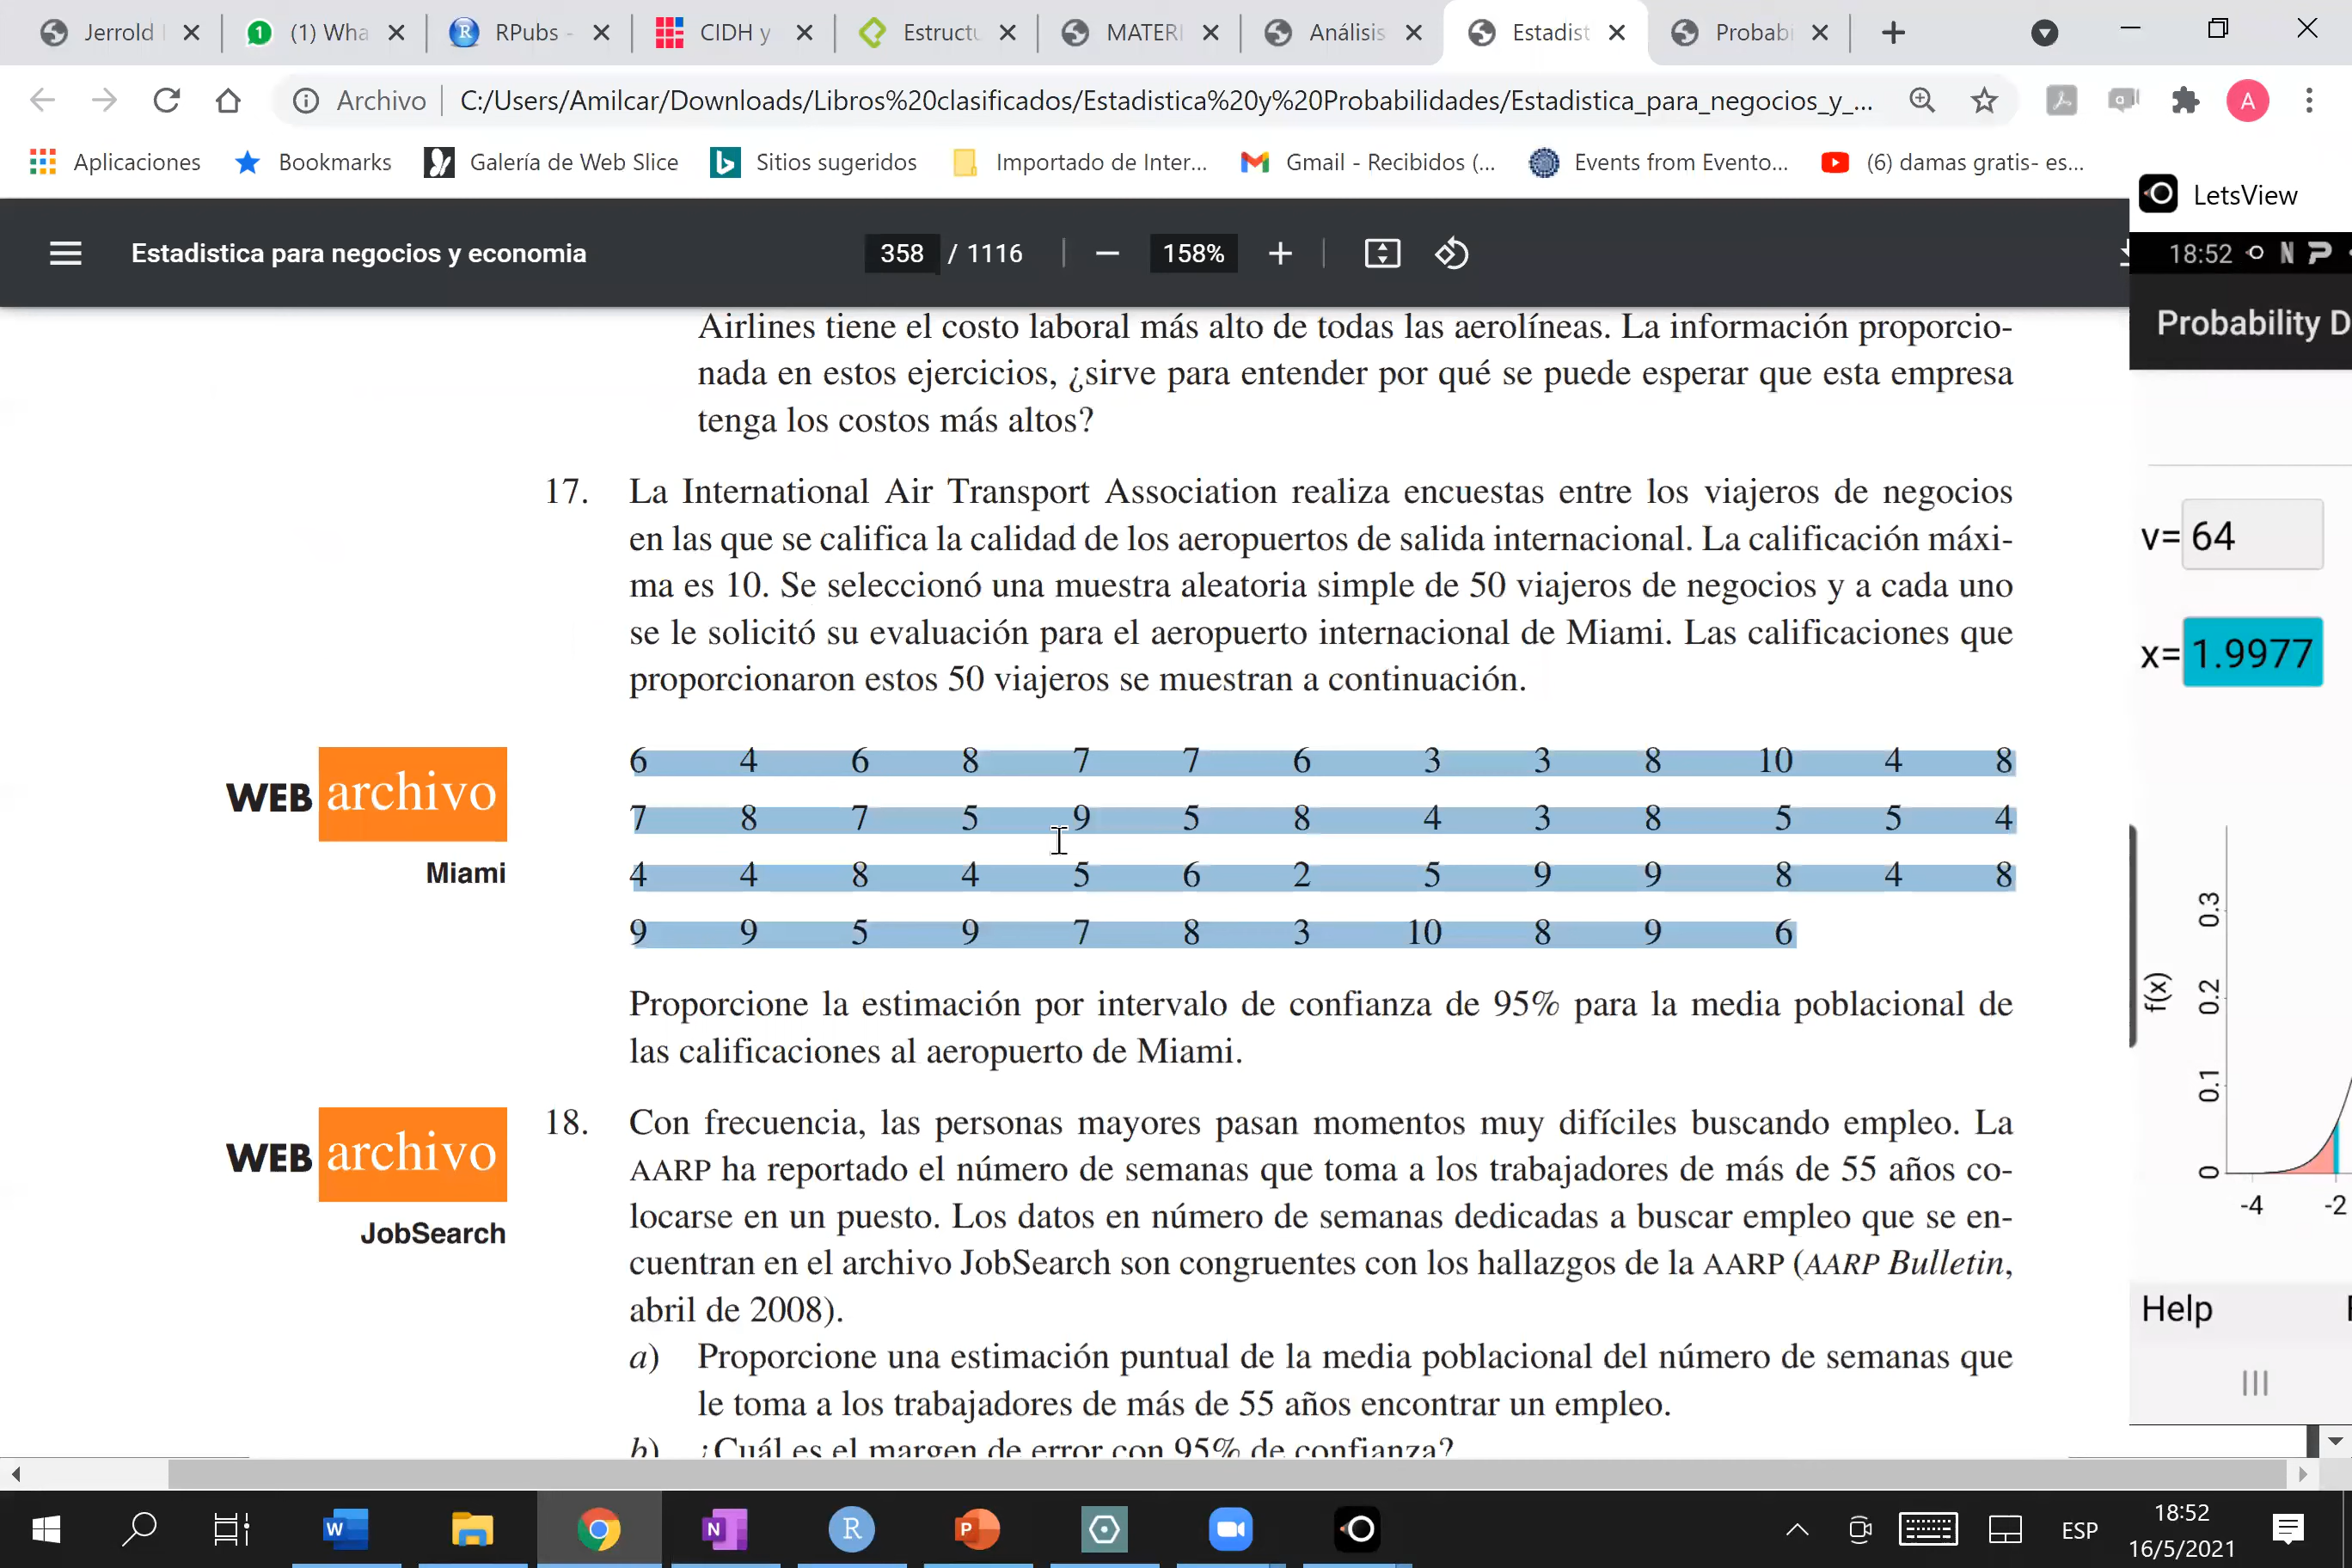 Jerrold
(1) Wha
RPubs -
CIDH y
Estructu
MATERI
Análisis
Estadist
Probabi
Archivo
C:/Users/Amilcar/Downloads/Libros%20clasificados/Estadistica%20y%20Probabilidades/Estadistica_para_negocios_y_...
A
Aplicaciones
Bookmarks
Galería de Web Slice
Sitios sugeridos
Importado de Inter...
Gmail - Recibidos (...
Events from Evento...
(6) damas gratis- es...
LetsView
Estadistica para negocios y economia
358 / 1116
158%
18:52
Probability D
Airlines tiene el costo laboral más alto de todas las aerolíneas. La información proporcio-
nada en estos ejercicios, ¿sirve para entender por qué se puede esperar que esta empresa
tenga los costos más altos?
17. La International Air Transport Association realiza encuestas entre los viajeros de negocios
en las que se califica la calidad de los aeropuertos de salida internacional. La calificación máxi-
ma es 10. Se seleccionó una muestra aleatoria simple de 50 viajeros de negocios y a cada uno
se le solicitó su evaluación para el aeropuerto internacional de Miami. Las calificaciones que
proporcionaron estos 50 viajeros se muestran a continuación.
WEB archivo
Miami
6 4 6 8 7 7 6 3 3 8 10 4 8
7 8 7 5 9 5 8 4 3 8 5 5 4
4 4 8 4 5 6 2 5 9 9 8 4 8
9 9 5 9 7 8 3 10 8 9 6
Proporcione la estimación por intervalo de confianza de 95% para la media poblacional de
las calificaciones al aeropuerto de Miami.
WEB archivo
JobSearch
18. Con frecuencia, las personas mayores pasan momentos muy difíciles buscando empleo. La
AARP ha reportado el número de semanas que toma a los trabajadores de más de 55 años co-
locarse en un puesto. Los datos en número de semanas dedicadas a buscar empleo que se en-
cuentran en el archivo JobSearch son congruentes con los hallazgos de la AARP (AARP Bulletin,
abril de 2008).
a) Proporcione una estimación puntual de la media poblacional del número de semanas que
le toma a los trabajadores de más de 55 años encontrar un empleo.
b) ¿Cuál es el margen de error con 95% de confianza?
v= 64
x= 1.9977
f(x)
0.3
0.2
0.1
0
-4
-2
Help
ESP
18:52
16/5/2021